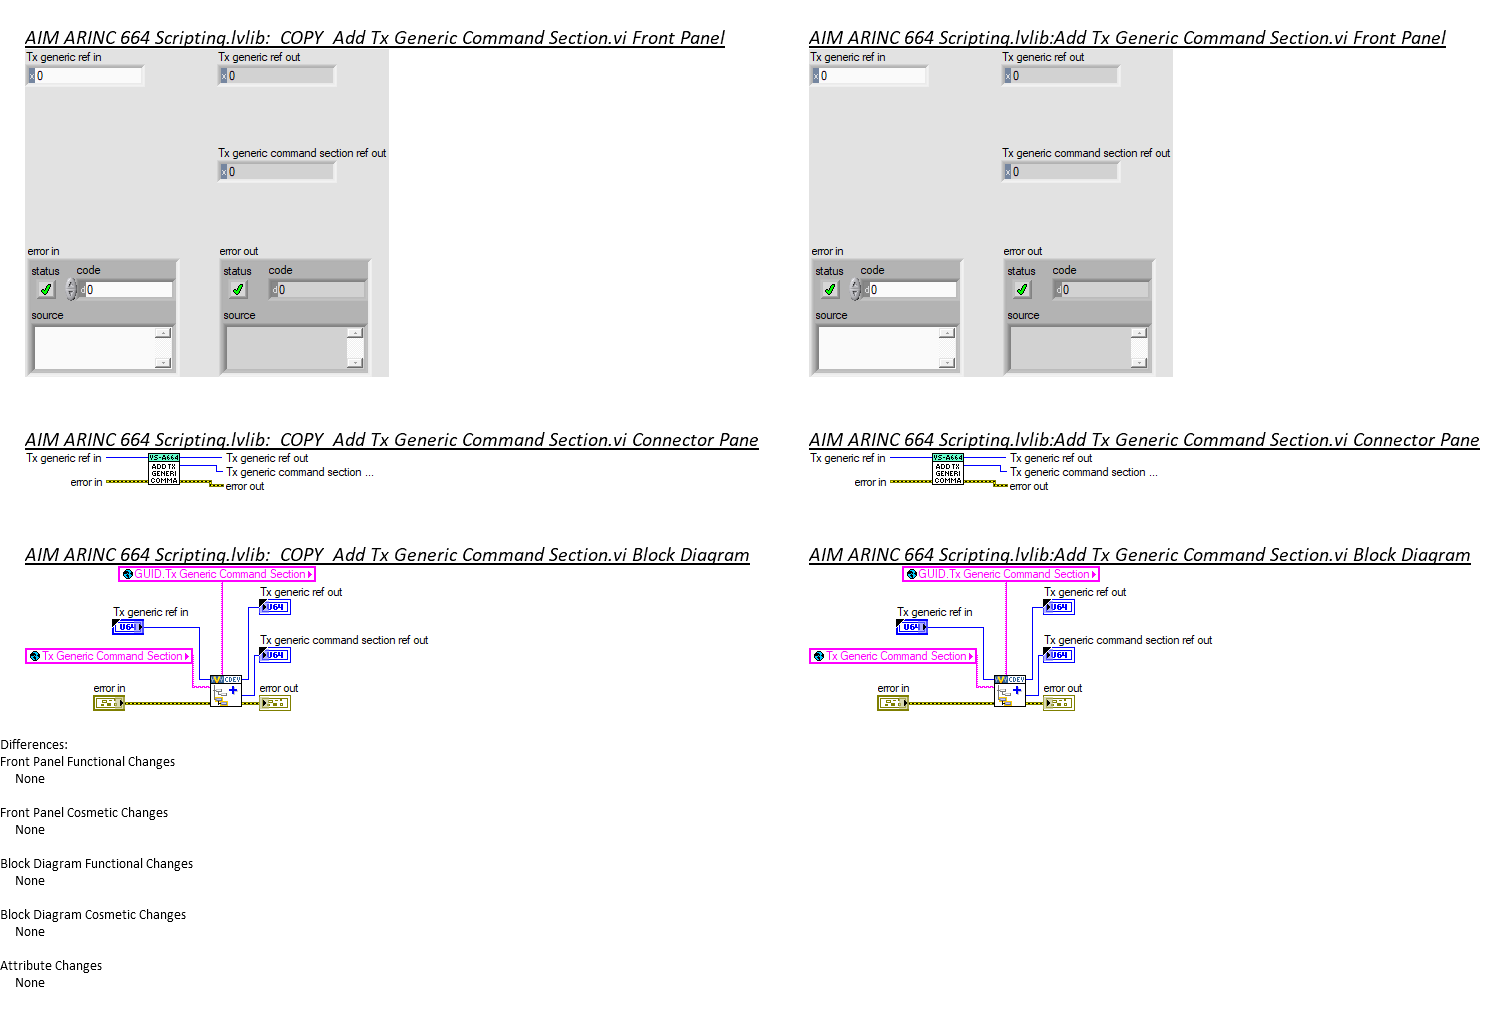 AIM ARINC 664 Scripting.lvlib:  COPY  Add Tx Generic Command Section.vi Front Panel
Tx generic ref in
Tx generic ref out
x 0
x 0
Tx generic command section ref out
x 0
error in
error out
status code
status code
d 0
d 0
source
source
AIM ARINC 664 Scripting.lvlib:Add Tx Generic Command Section.vi Front Panel
Tx generic ref in
Tx generic ref out
x 0
x 0
Tx generic command section ref out
x 0
error in
error out
status code
status code
d 0
d 0
source
source
AIM ARINC 664 Scripting.lvlib:  COPY  Add Tx Generic Command Section.vi Connector Pane
Tx generic ref in
VS-A664
ADD TX
GENERI
COMMA
Tx generic ref out
Tx generic command section ...
error in
error out
AIM ARINC 664 Scripting.lvlib:Add Tx Generic Command Section.vi Connector Pane
Tx generic ref in
VS-A664
ADD TX
GENERI
COMMA
Tx generic ref out
Tx generic command section ...
error in
error out
AIM ARINC 664 Scripting.lvlib:  COPY  Add Tx Generic Command Section.vi Block Diagram
GUID.Tx Generic Command Section
Tx generic ref out
U64
Tx generic ref in
U64
Tx generic command section ref out
U64
Tx Generic Command Section
CDEV
error in
error out
AIM ARINC 664 Scripting.lvlib:Add Tx Generic Command Section.vi Block Diagram
GUID.Tx Generic Command Section
Tx generic ref out
U64
Tx generic ref in
U64
Tx generic command section ref out
U64
Tx Generic Command Section
CDEV
error in
error out
Differences:
Front Panel Functional Changes
None
Front Panel Cosmetic Changes
None
Block Diagram Functional Changes
None
Block Diagram Cosmetic Changes
None
Attribute Changes
None